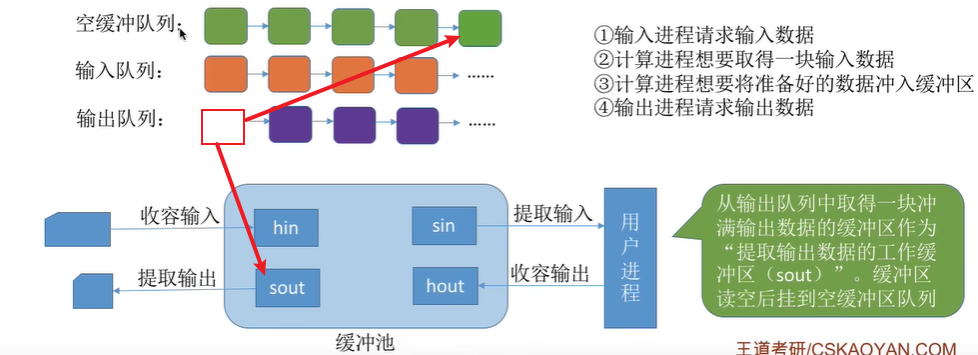 空缓冲队列：
输入队列：
……
输出队列：
……
①输入进程请求输入数据
②计算进程想要取得一块输入数据
③计算进程想要将准备好的数据冲入缓冲区
④输出进程请求输出数据
收容输入
hin
sin
提取输入
提取输出
sout
hout
收容输出
用户进程
缓冲池
从输出队列中取得一块冲
满输出数据的缓冲区作为
“提取输出数据的工作缓
冲区（sout）”。缓冲区
读空后挂到空缓冲区队列
王道考研/CSKAOYAN.COM